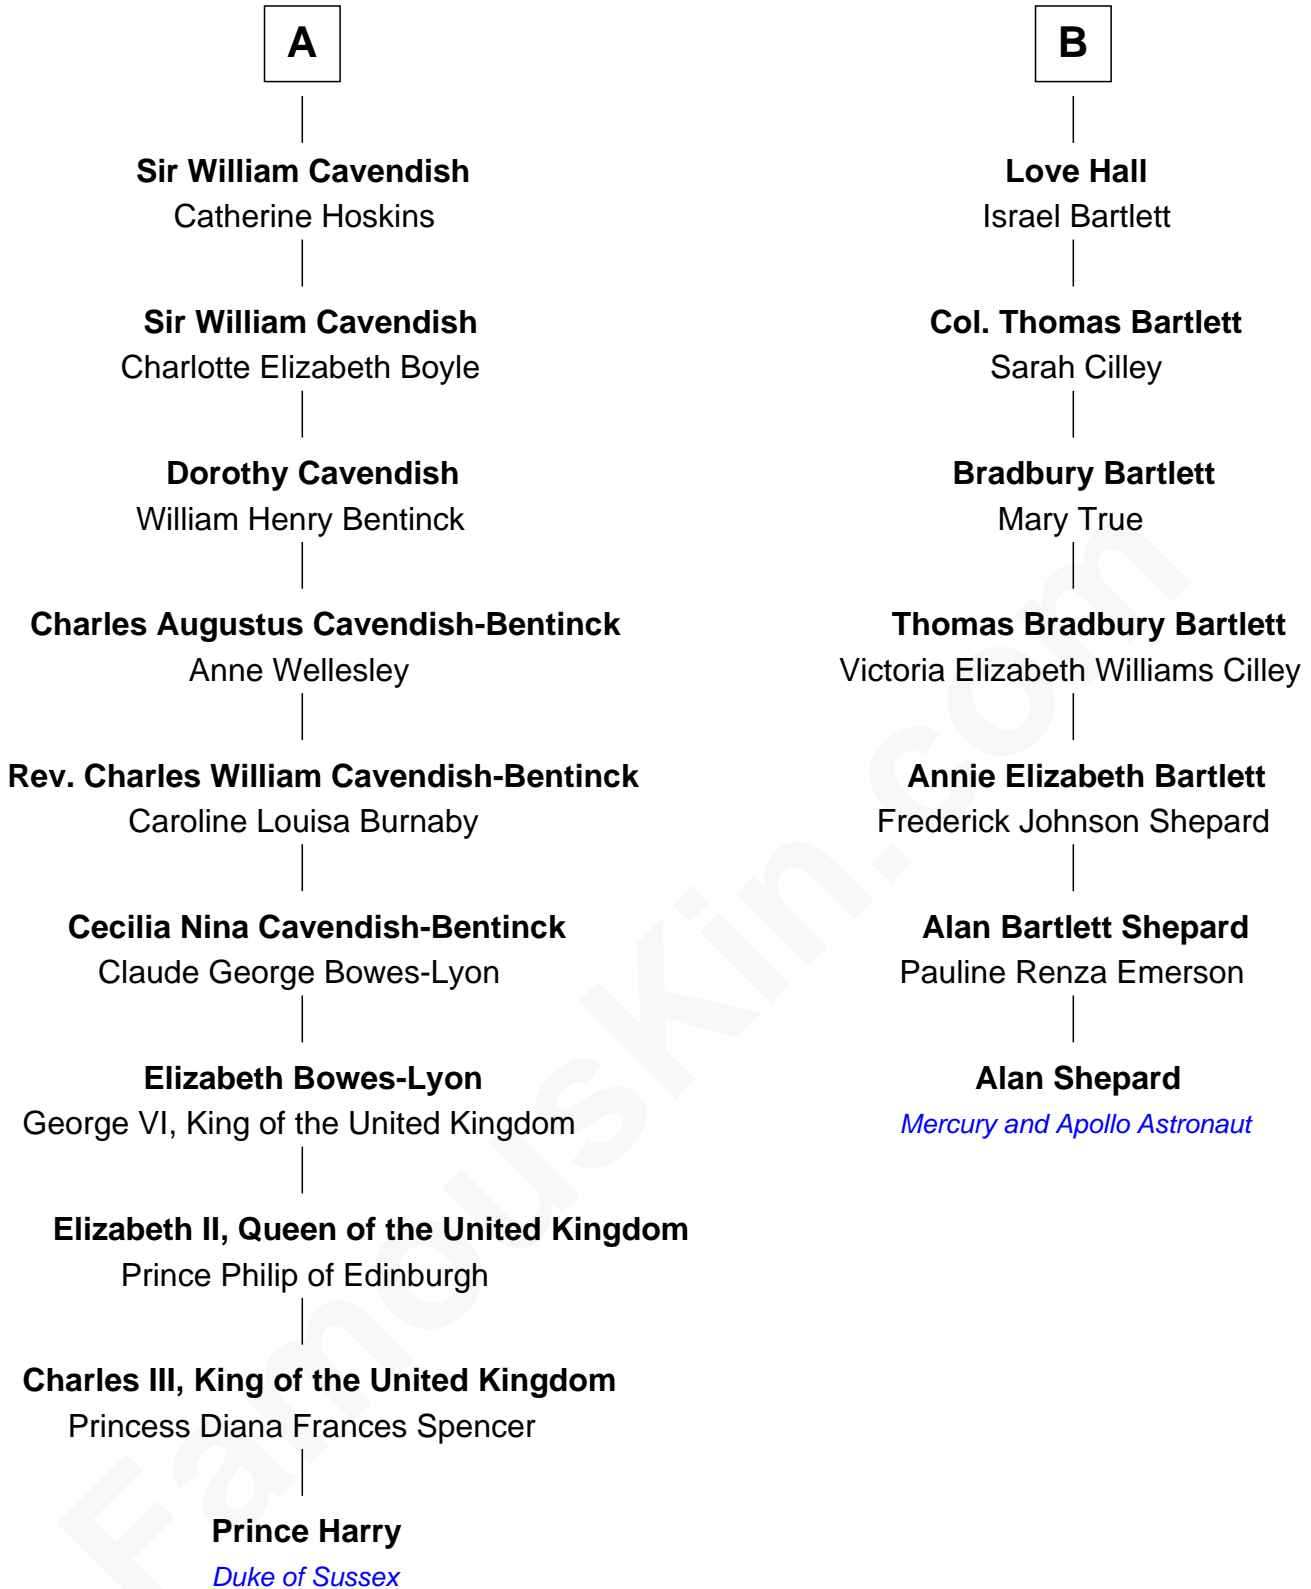 A
Sir William Cavendish
Catherine Hoskins
Sir William Cavendish
Charlotte Elizabeth Boyle
Dorothy Cavendish
William Henry Bentinck
Charles Augustus Cavendish-Bentinck
Anne Wellesley
Rev. Charles William Cavendish-Bentinck
Caroline Louisa Burnaby
Cecilia Nina Cavendish-Bentinck
Claude George Bowes-Lyon
Elizabeth Bowes-Lyon
George VI, King of the United Kingdom
Elizabeth II, Queen of the United Kingdom
Prince Philip of Edinburgh
Charles III, King of the United Kingdom
Princess Diana Frances Spencer
Prince Harry
Duke of Sussex
B
Love Hall
Israel Bartlett
Col. Thomas Bartlett
Sarah Cilley
Bradbury Bartlett
Mary True
Thomas Bradbury Bartlett
Victoria Elizabeth Williams Cilley
Annie Elizabeth Bartlett
Frederick Johnson Shepard
Alan Bartlett Shepard
Pauline Renza Emerson
Alan Shepard
Mercury and Apollo Astronaut
FamousKin.com